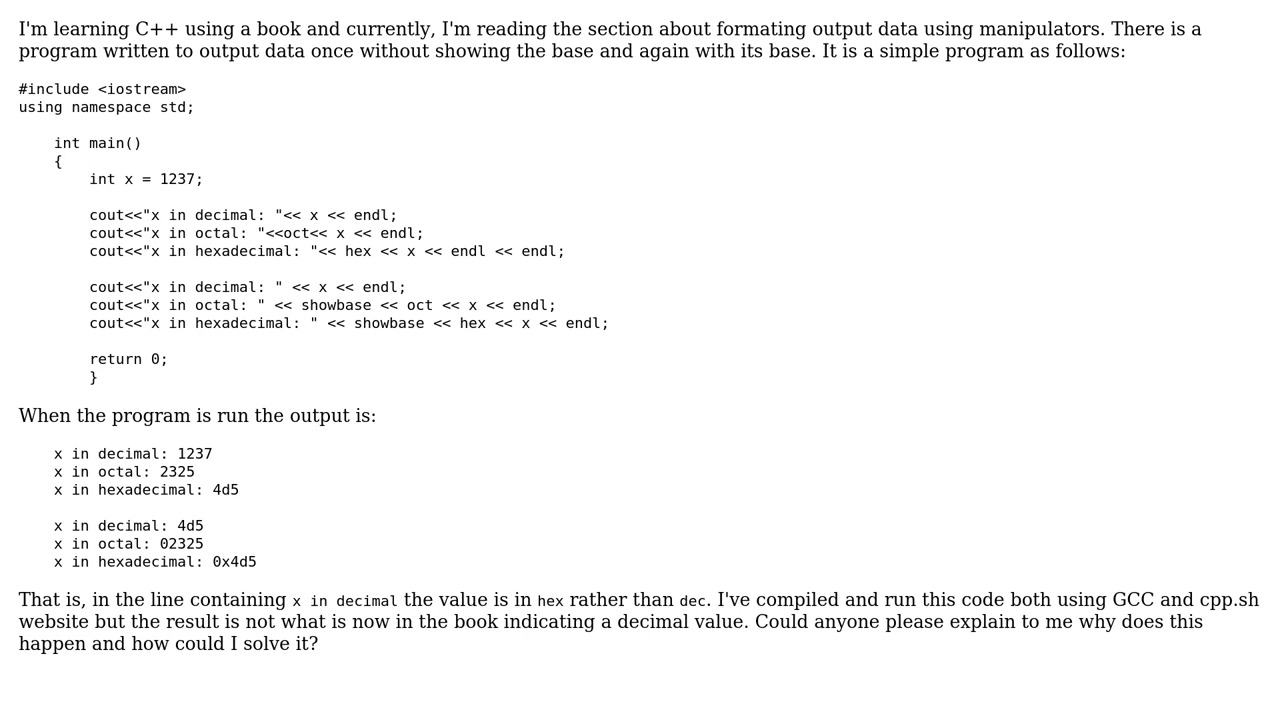 I'm learning C++ using a book and currently, I'm reading the section about formating output data using manipulators. There is a
program written to output data once without showing the base and again with its base. It is a simple program as follows:
#include <iostream>
using namespace std;
int main()
{
int x = 1237;
cout<<"x in decimal: "<< x << endl;
cout<<"x in octal: "<<oct<< x << endl;
cout<<"x in hexadecimal: "<< hex << x << endl << endl;
cout<<"x in decimal: " << x << endl;
cout<<"x in octal: " << showbase << oct << x << endl;
cout<<"x in hexadecimal: " << showbase << hex << x << endl;
return 0;
}
When the program is run the output is:
x in decimal: 1237
x in octal: 2325
x in hexadecimal: 4d5
x in decimal: 4d5
x in octal: 02325
x in hexadecimal: 0x4d5
That is, in the line containing x in decimal the value is in hex rather than dec. I've compiled and run this code both using GCC and cpp.sh
website but the result is not what is now in the book indicating a decimal value. Could anyone please explain to me why does this
happen and how could I solve it?